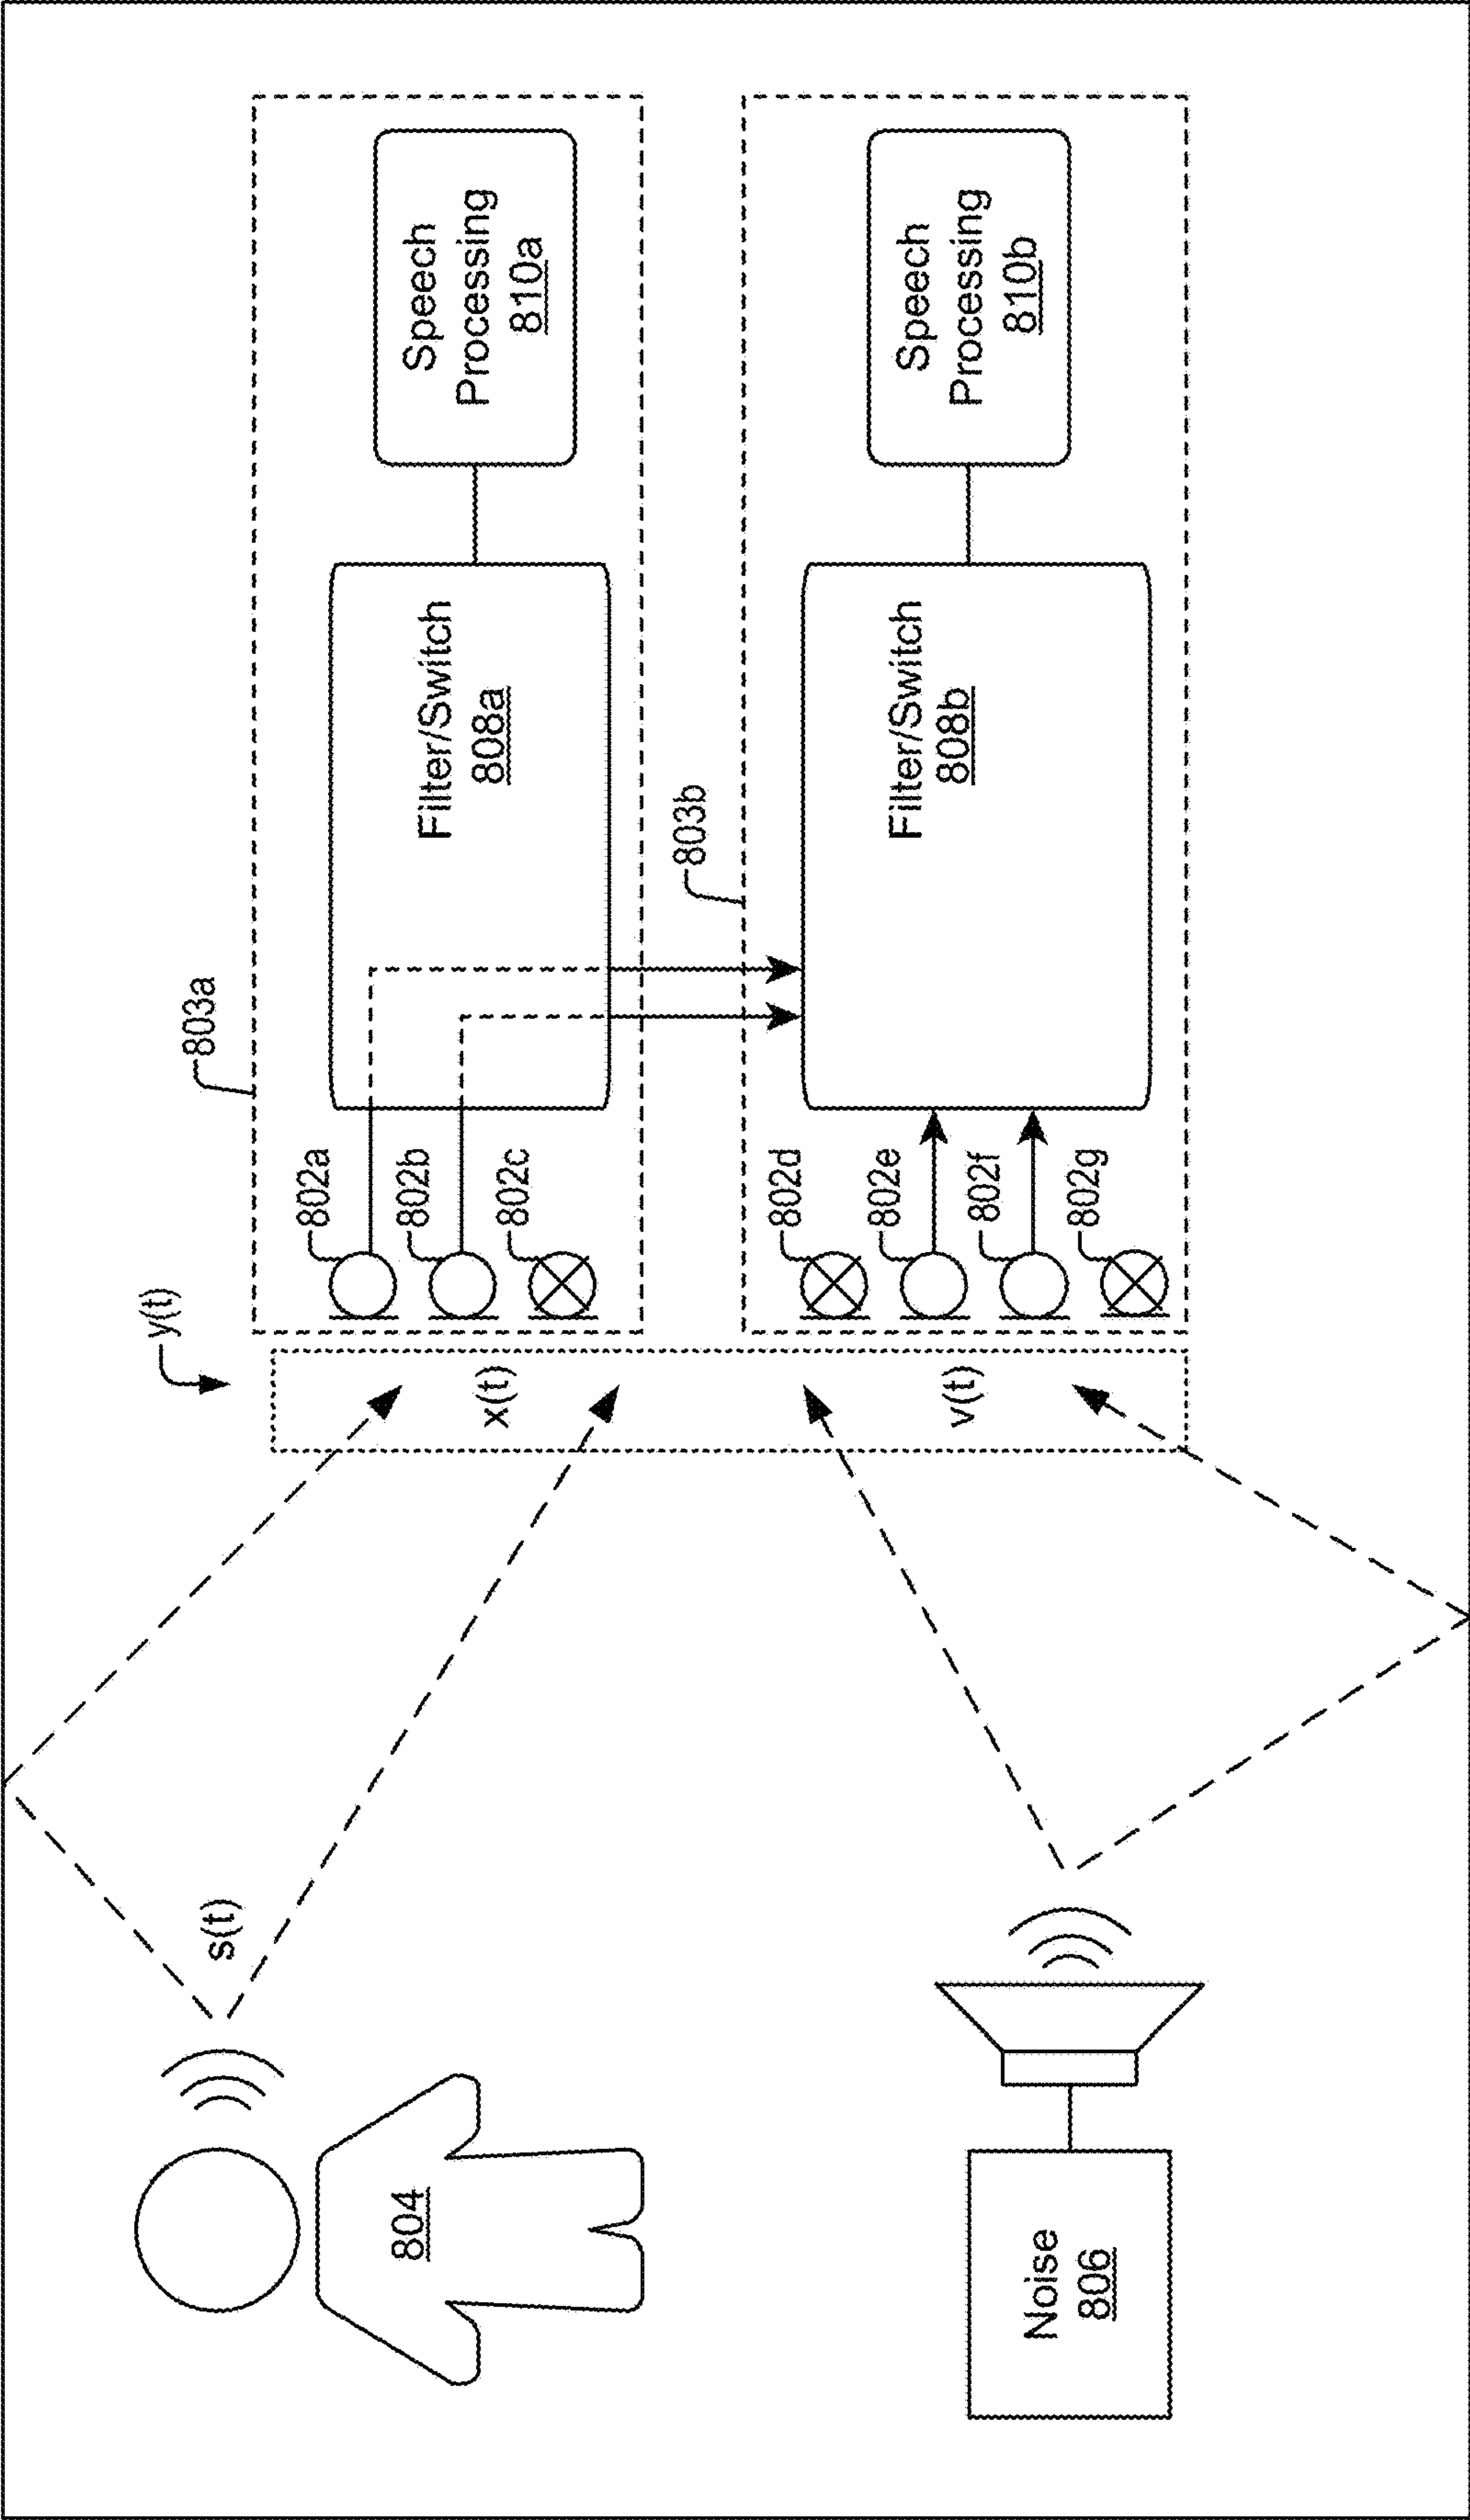 803a
y(t)
802a
802b
802c
Filter/Switch
808a
Speech
Processing
810a
s(t)
x(t)
804
803b
802d
802e
802f
802g
Filter/Switch
808b
Speech
Processing
810b
v(t)
Noise
806